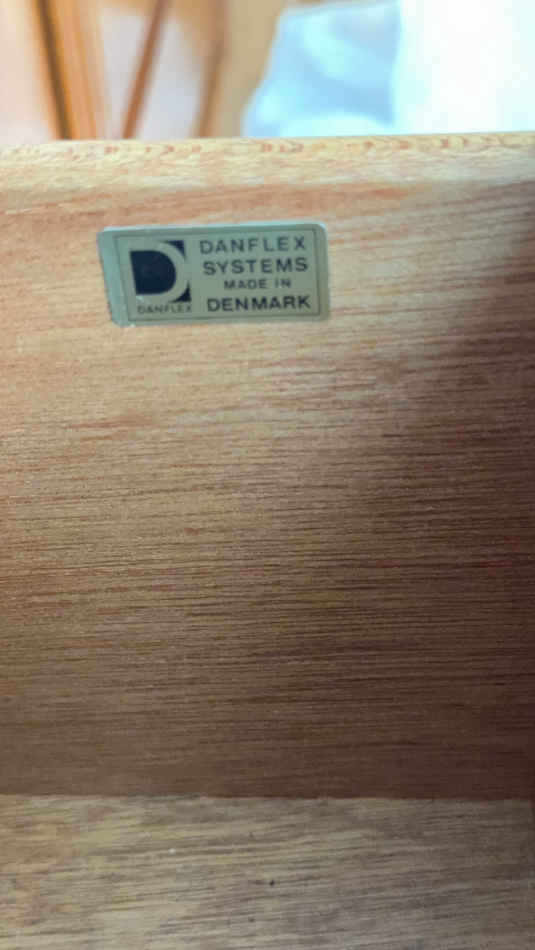 D
DANFLEX
DANFLEX
SYSTEMS
MADE IN
DENMARK